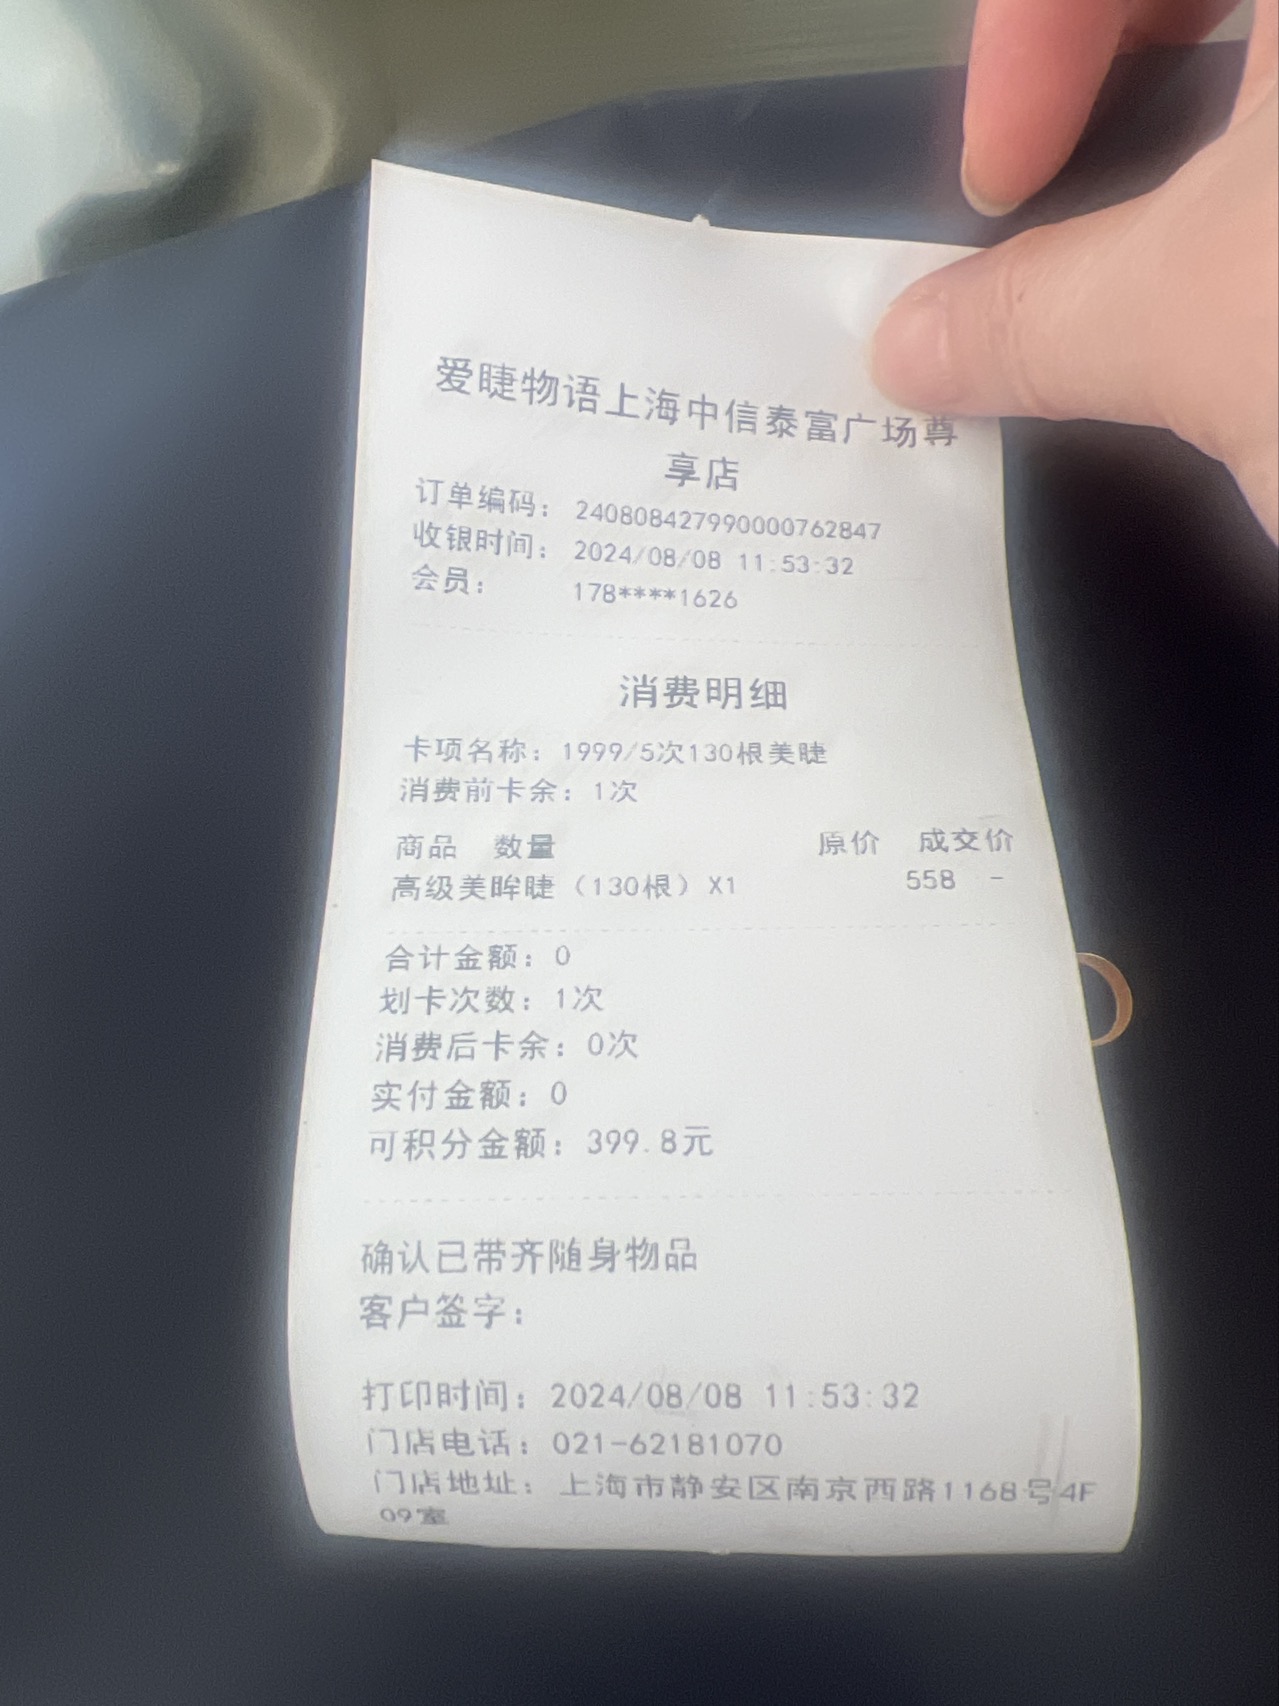 爱睫物语上海中信泰富广场尊
享店
订单编码： 240808427990000762847
收银时间： 2024/08/08 11:53:32
会员： 178****1626
消费明细
卡项名称：1999/5次130根美睫
消费前卡余：1次
商品 数量 原价 成交价
高级美眸睫（130根）X1 558 -
合计金额：0
划卡次数：1次
消费后卡余：0次
实付金额：0
可积分金额：399.8元
确认已带齐随身物品
客户签字：
打印时间：2024/08/08 11:53:32
门店电话：021-62181070
门店地址：上海市静安区南京西路1168号4F
09室